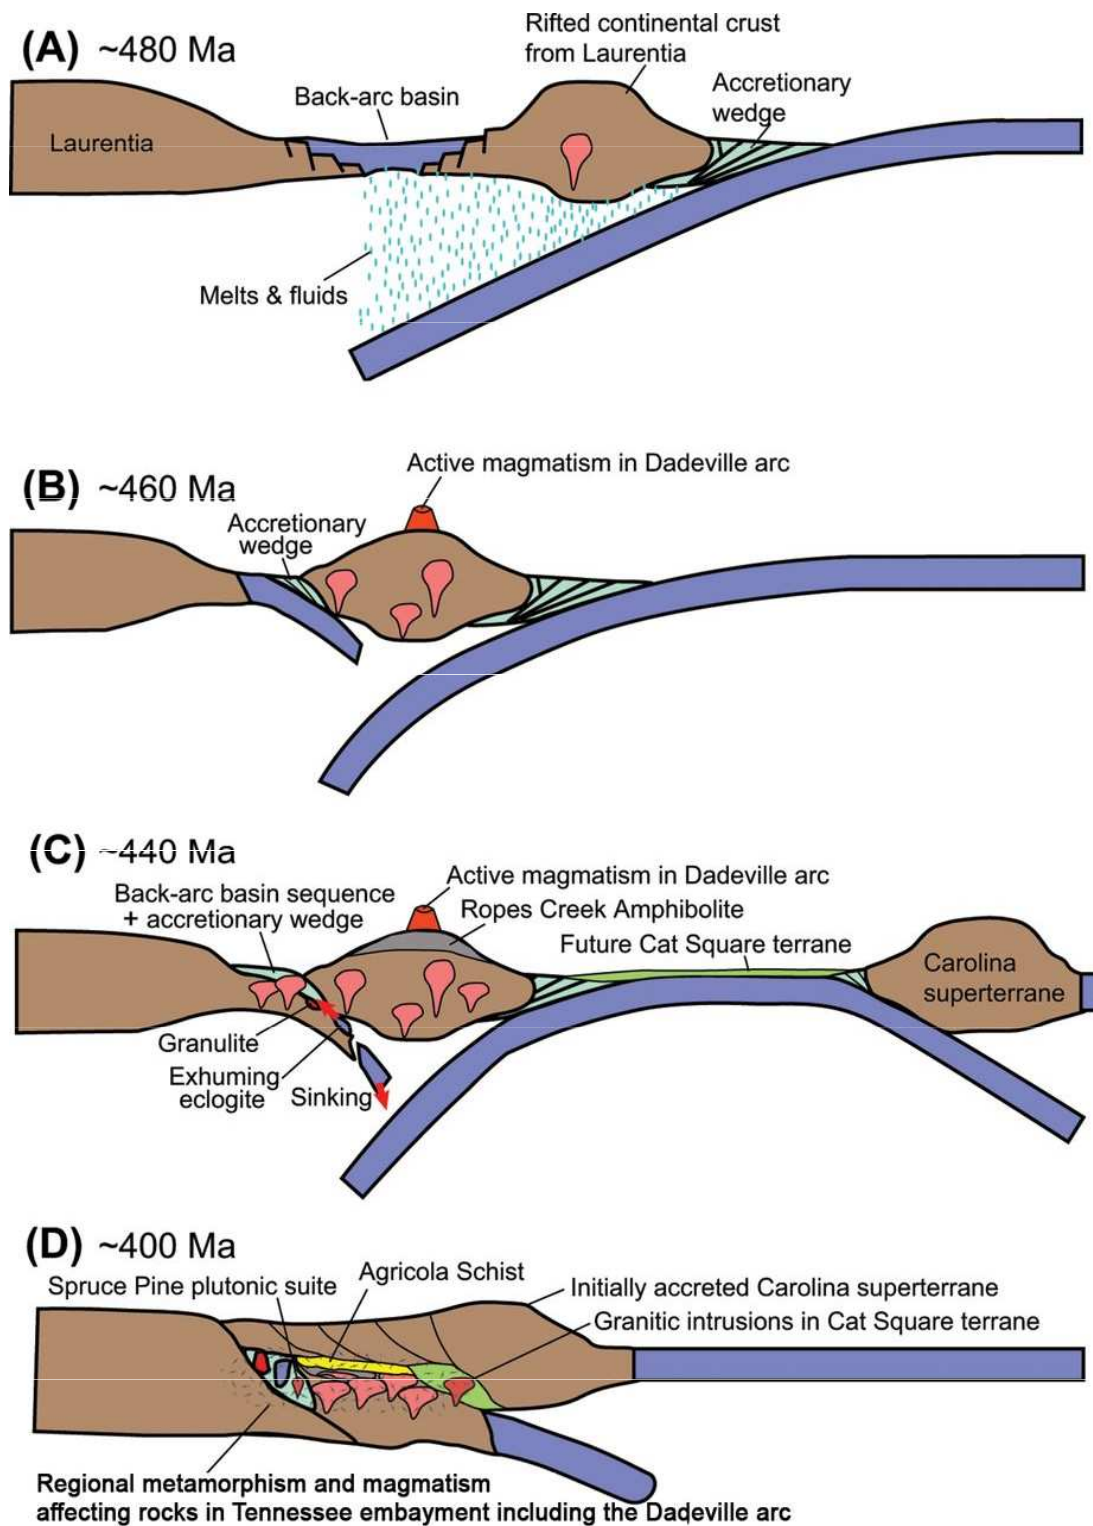 (A) ~480 Ma
Rifted continental crust
from Laurentia
Back-arc basin
Accretionary
wedge
Laurentia
Melts & fluids
(B) ~460 Ma
Active magmatism in Dadeville arc
Accretionary
wedge
(C) ~440 Ma
Active magmatism in Dadeville arc
Back-arc basin sequence
+ accretionary wedge
Ropes Creek Amphibolite
Future Cat Square terrane
Carolina
superterrane
Granulite
Exhuming
eclogite
Sinking
(D) ~400 Ma
Spruce Pine plutonic suite
Agricola Schist
Initially accreted Carolina superterrane
Granitic intrusions in Cat Square terrane
Regional metamorphism and magmatism
affecting rocks in Tennessee embayment including the Dadeville arc